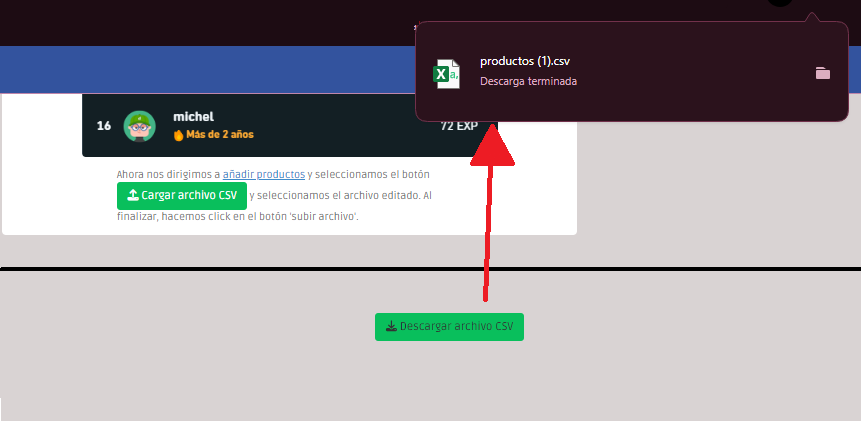 productos (1).csv
Descarga terminada
16
michel
Más de 2 años
72 EXP
Ahora nos dirigimos a añadir productos y seleccionamos el botón
Cargar archivo CSV y seleccionamos el archivo editado. Al
finalizar, hacemos click en el botón 'subir archivo'.
Descargar archivo CSV